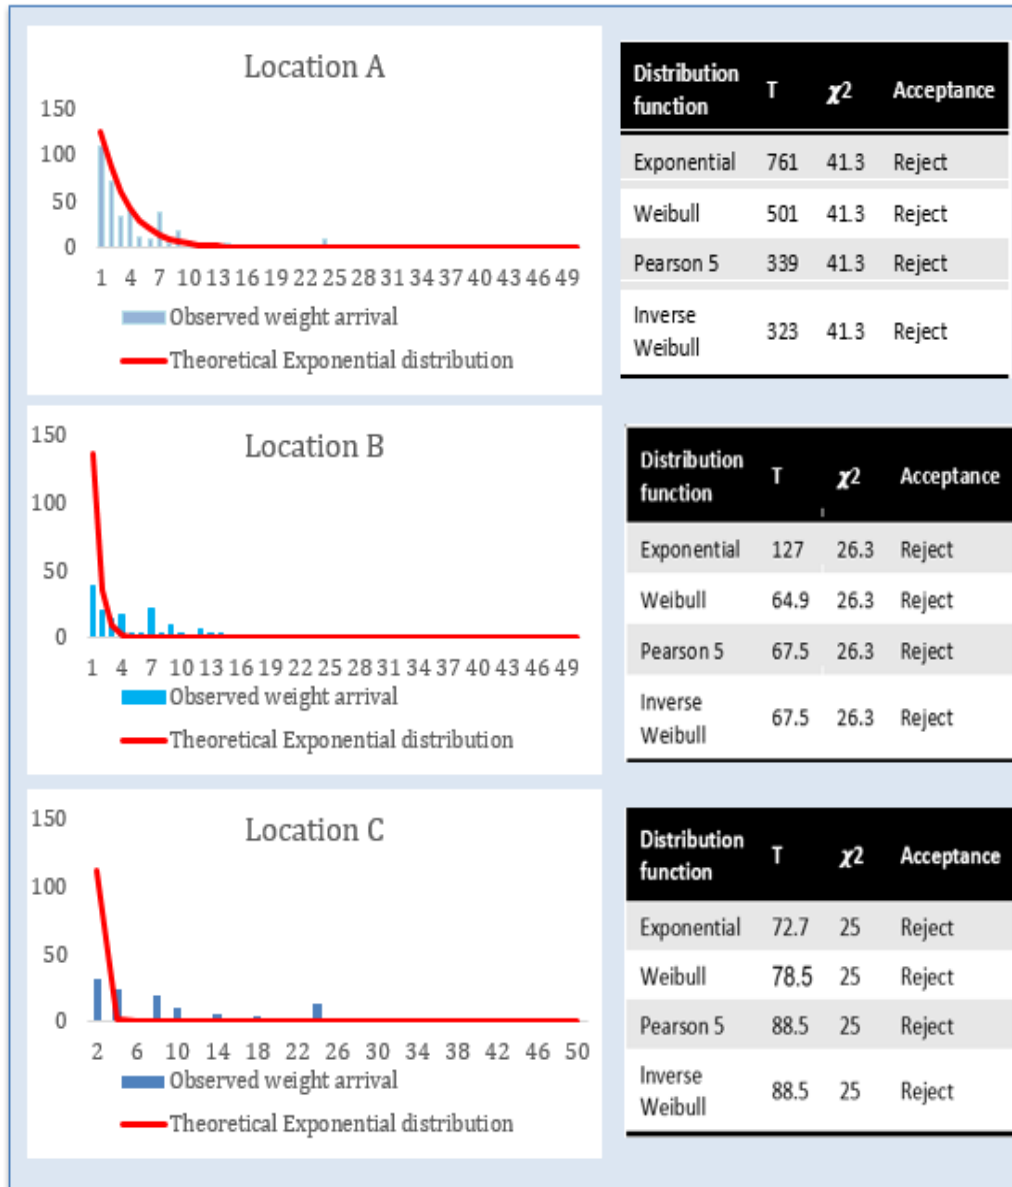 Location A
150
100
50
0
1 4 7 10 13 16 19 22 25 28 31 34 37 40 43 46 49
Observed weight arrival
Theoretical Exponential distribution
Distribution
function T χ2 Acceptance
Exponential 761 41.3 Reject
Weibull 501 41.3 Reject
Pearson 5 339 41.3 Reject
Inverse
Weibull 323 41.3 Reject
Location B
150
100
50
0
1 4 7 10 13 16 19 22 25 28 31 34 37 40 43 46 49
Observed weight arrival
Theoretical Exponential distribution
Distribution
function T χ2 Acceptance
Exponential 127 26.3 Reject
Weibull 64.9 26.3 Reject
Pearson 5 67.5 26.3 Reject
Inverse
Weibull 67.5 26.3 Reject
Location C
150
100
50
0
2 6 10 14 18 22 26 30 34 38 42 46 50
Observed weight arrival
Theoretical Exponential distribution
Distribution
function T χ2 Acceptance
Exponential 72.7 25 Reject
Weibull 78.5 25 Reject
Pearson 5 88.5 25 Reject
Inverse
Weibull 88.5 25 Reject